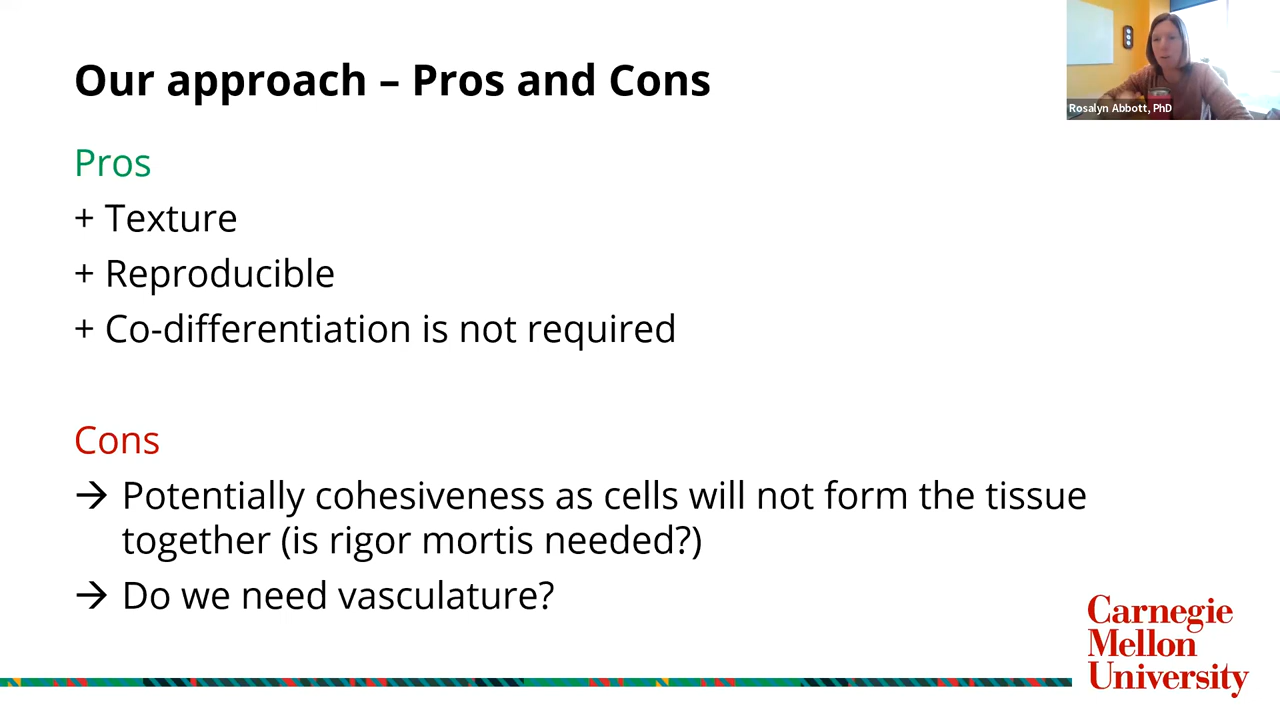 Our approach – Pros and Cons
Rosalyn Abbott, PhD
Pros
+ Texture
+ Reproducible
+ Co-differentiation is not required
Cons
→ Potentially cohesiveness as cells will not form the tissue
together (is rigor mortis needed?)
→ Do we need vasculature?
Carnegie
Mellon
University